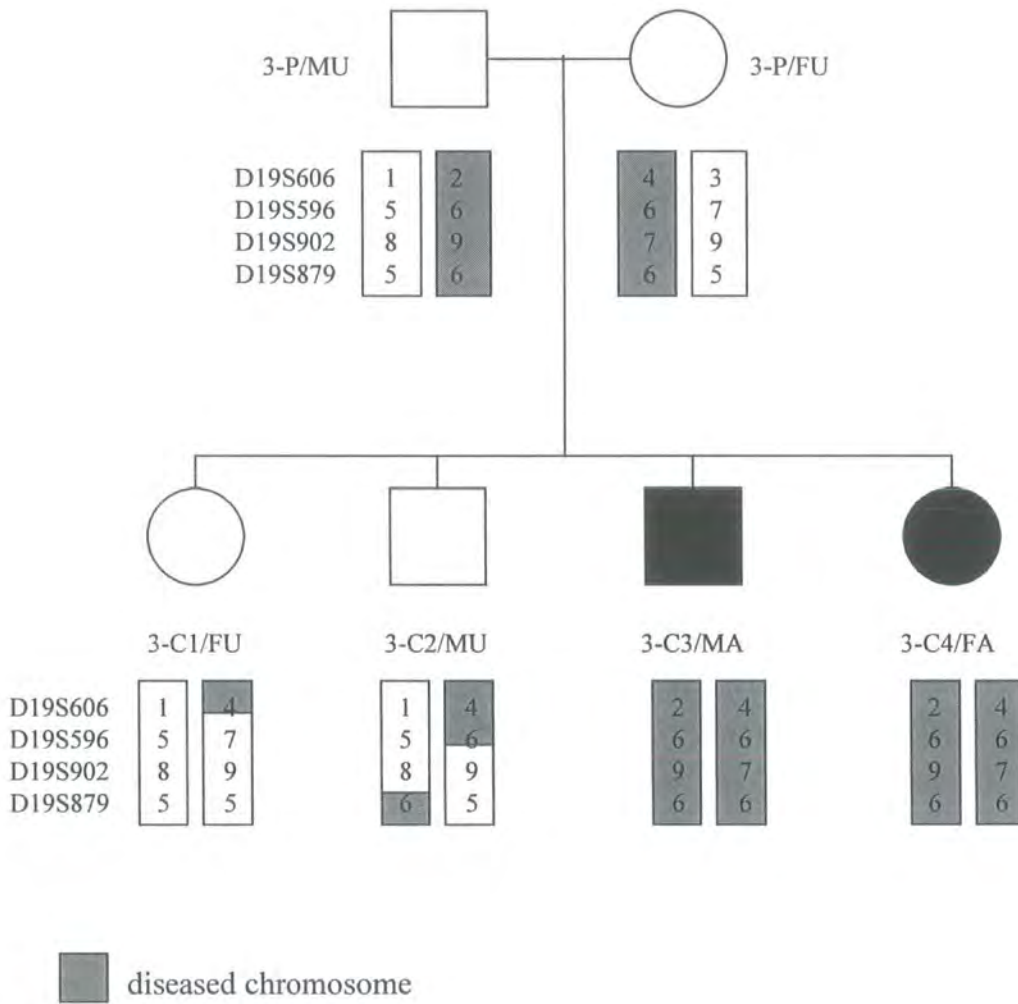 3-P/MU 3-P/FU
D19S606 1 2 4 3
D19S596 5 6 6 7
D19S902 8 9 7 9
D19S879 5 6 6 5
3-C1/FU 3-C2/MU 3-C3/MA 3-C4/FA
D19S606 1 4 1 4 2 4 2 4
D19S596 5 7 5 6 6 6 6 6
D19S902 8 9 8 9 9 7 9 7
D19S879 5 5 6 5 6 6 6 6
diseased chromosome